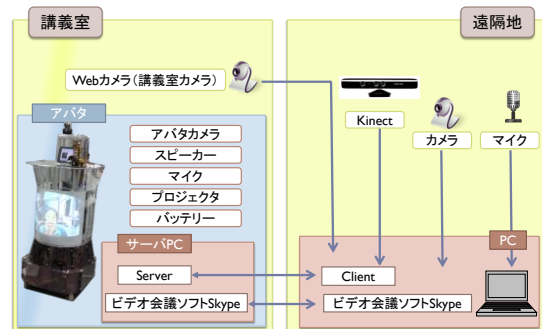 講義室
遠隔地
Webカメラ(講義室カメラ)
Kinect
カメラ
マイク
アバタ
アバタカメラ
スピーカー
マイク
プロジェクタ
バッテリー
サーバPC
Server
ビデオ会議ソフトSkype
PC
Client
ビデオ会議ソフトSkype